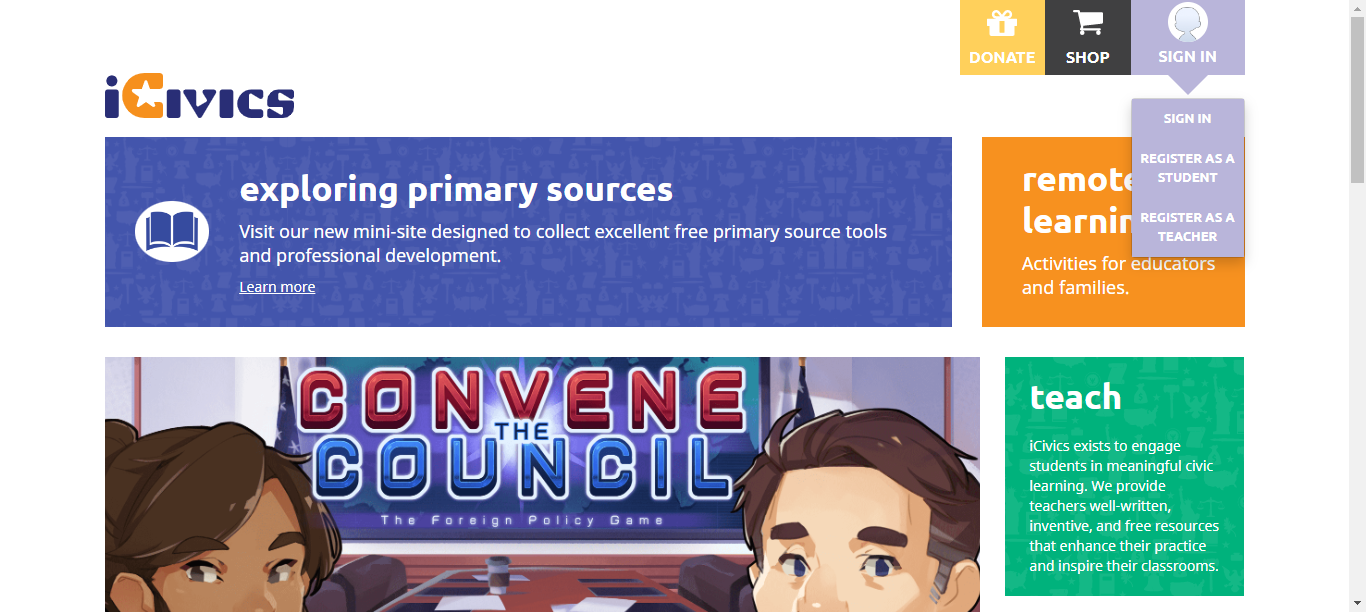 DONATE
SHOP
SIGN IN
iCivics
SIGN IN
REGISTER AS A
STUDENT
REGISTER AS A
TEACHER
exploring primary sources
Visit our new mini-site designed to collect excellent free primary source tools
and professional development.
Learn more
remote
learnin
Activities for educators
and families.
CONVENE
THE
COUNCIL
The Foreign Policy Game
teach
iCivics exists to engage
students in meaningful civic
learning. We provide
teachers well-written,
inventive, and free resources
that enhance their practice
and inspire their classrooms.